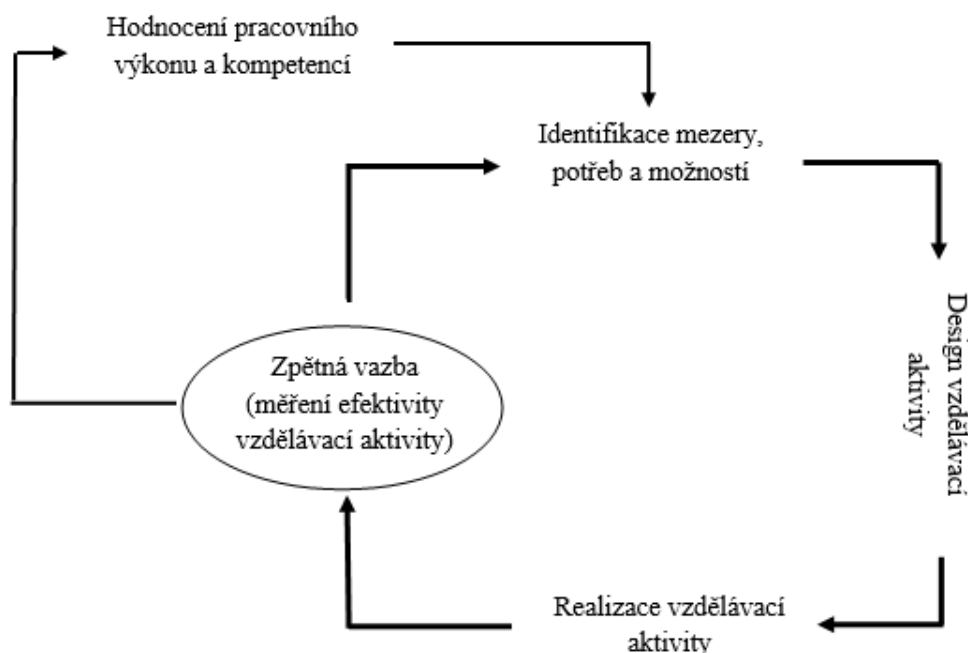 Hodnocení pracovního
výkonu a kompetencí
Identifikace mezery,
potřeb a možností
Design vzdělávací
aktivity
Zpětná vazba
(měření efektivity
vzdělávací aktivity)
Realizace vzdělávací
aktivity